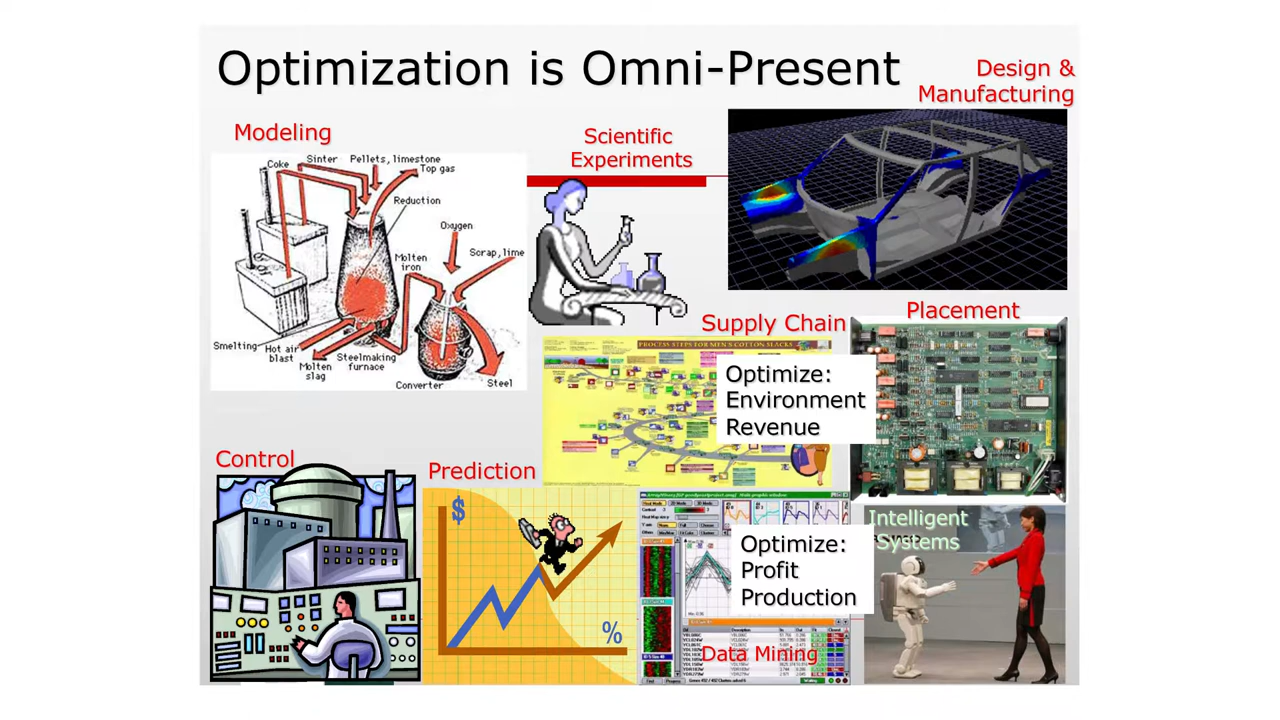 Optimization is Omni-Present
Design &
Manufacturing
Modeling
Scientific
Experiments
Coke
Sinter
Pellets, limestone
Top gas
Reduction
Oxygen
Molten
iron
Scrap, lime
Smelting
Hot air
blast
Molten
slag
Steelmaking
furnace
Converter
Steel
Supply Chain
Placement
PROCESS STEPS FOR MEN'S COTTON SLACKS
Optimize:
Environment
Revenue
Control
Prediction
$
%
Optimize:
Profit
Production
Data Mining
Intelligent
Systems